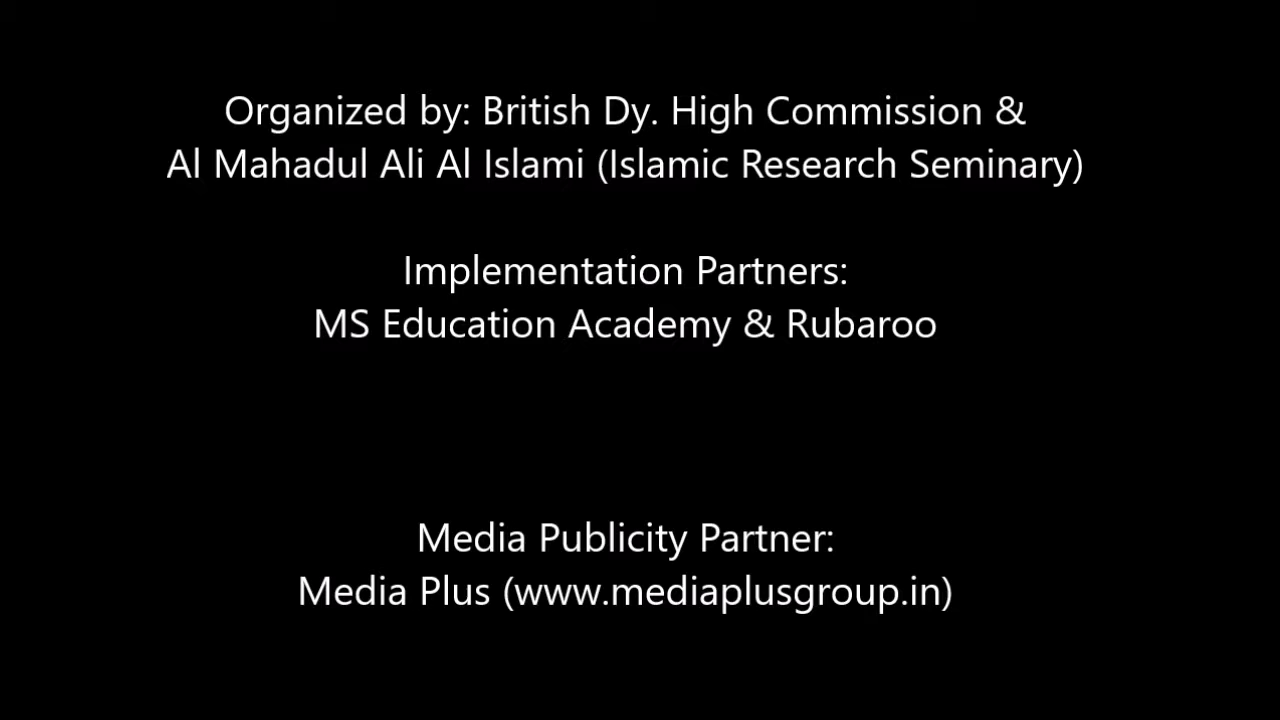 Organized by: British Dy. High Commission &
Al Mahadul Ali Al Islami (Islamic Research Seminary)
Implementation Partners:
MS Education Academy & Rubaroo
Media Publicity Partner:
Media Plus (www.mediaplusgroup.in)